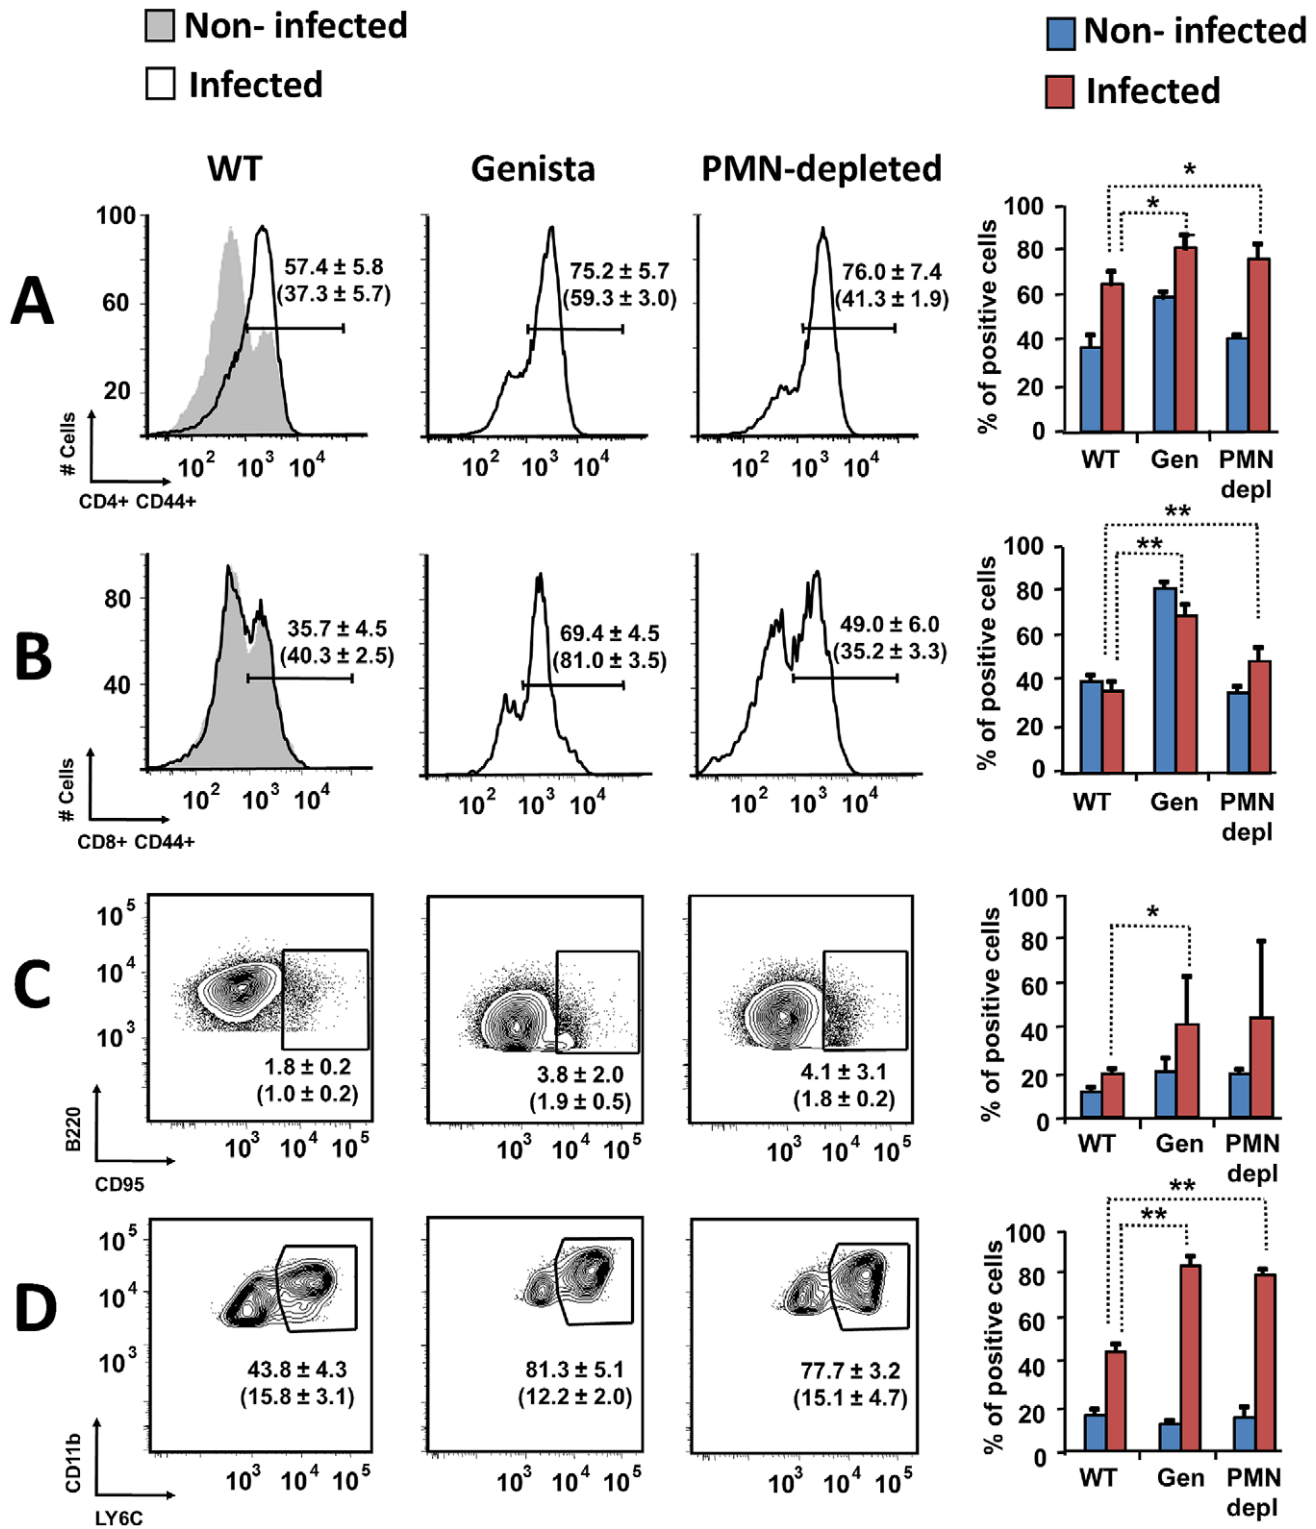 Non- infected
Infected
Non- infected
Infected
WT
Genista
PMN-depleted
A
100
60
20
# Cells
CD4+ CD44+
57.4 ± 5.8
(37.3 ± 5.7)
10² 10³ 10⁴
75.2 ± 5.7
(59.3 ± 3.0)
10² 10³ 10⁴
76.0 ± 7.4
(41.3 ± 1.9)
10² 10³ 10⁴
% of positive cells
100
80
60
40
20
0
*
*
WT Gen PMN
depl
B
80
40
# Cells
CD8+ CD44+
35.7 ± 4.5
(40.3 ± 2.5)
10² 10³ 10⁴
69.4 ± 4.5
(81.0 ± 3.5)
10² 10³ 10⁴
49.0 ± 6.0
(35.2 ± 3.3)
10² 10³ 10⁴
% of positive cells
100
80
60
40
20
0
**
**
WT Gen PMN
depl
C
10⁵
10⁴
10³
B220
CD95
1.8 ± 0.2
(1.0 ± 0.2)
10³ 10⁴ 10⁵
3.8 ± 2.0
(1.9 ± 0.5)
10³ 10⁴ 10⁵
4.1 ± 3.1
(1.8 ± 0.2)
10³ 10⁴ 10⁵
% of positive cells
100
80
60
40
20
0
*
WT Gen PMN
depl
D
10⁵
10⁴
10³
CD11b
LY6C
43.8 ± 4.3
(15.8 ± 3.1)
10³ 10⁴ 10⁵
81.3 ± 5.1
(12.2 ± 2.0)
10³ 10⁴ 10⁵
77.7 ± 3.2
(15.1 ± 4.7)
10³ 10⁴ 10⁵
% of positive cells
100
80
60
40
20
0
**
**
WT Gen PMN
depl